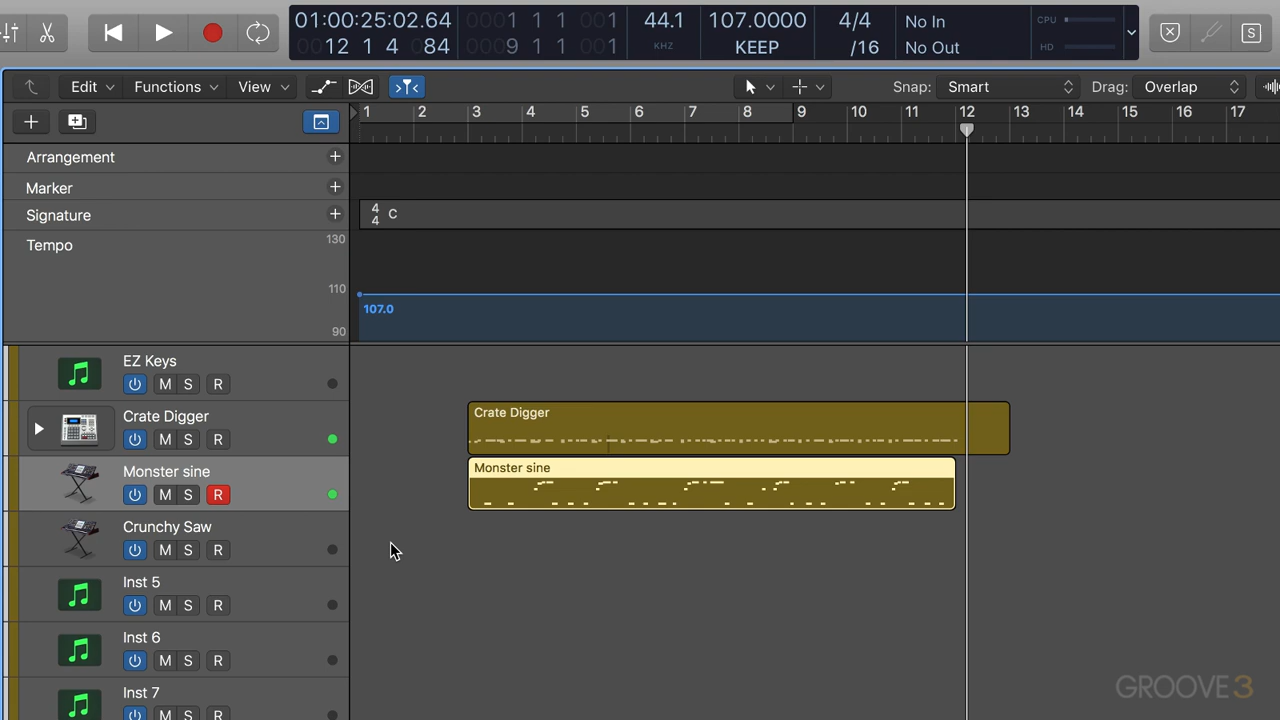 01:00:25:02.64 0001 1 1 001 44.1 107.0000 4/4 No In CPU
0012 1 4 084 0009 1 1 001 KHZ KEEP /16 No Out HD
S
Edit Functions View Snap: Smart Drag: Overlap
1 2 3 4 5 6 7 8 9 10 11 12 13 14 15 16 17
Arrangement
Marker
Signature 4/4 C
Tempo 130
110
107.0
90
EZ Keys
M S R
Crate Digger
M S R
Crate Digger
Monster sine
M S R
Monster sine
Crunchy Saw
M S R
Inst 5
M S R
Inst 6
M S R
Inst 7
M S R
GROOVE3